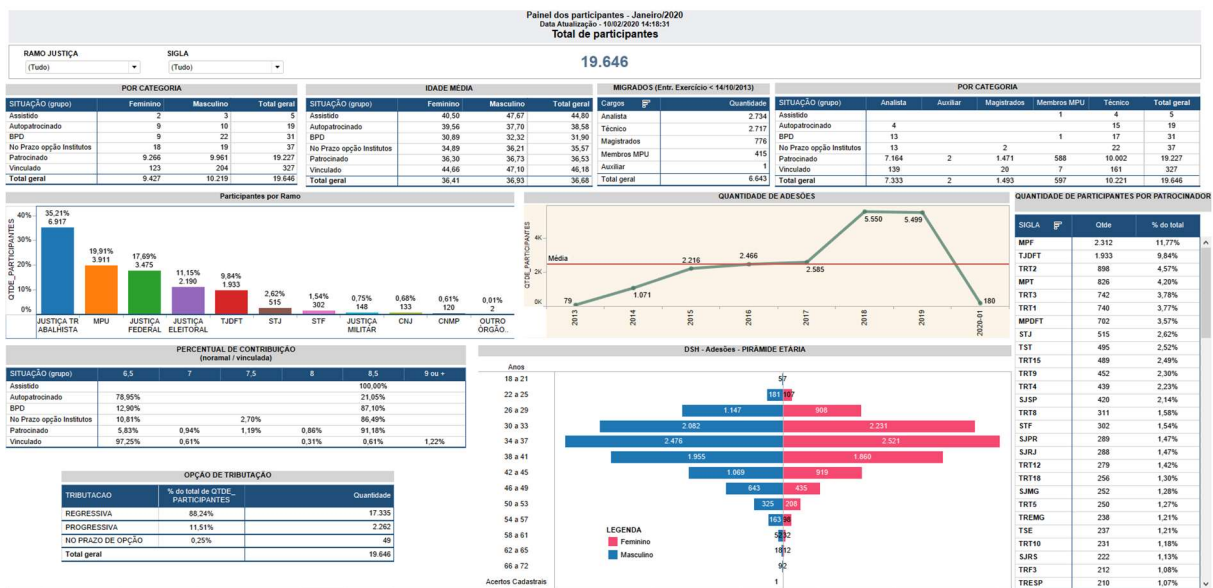 Painel dos participantes - Janeiro/2020
Data Atualização - 10/02/2020 14:18:31
Total de participantes
RAMO JUSTIÇA SIGLA
(Tudo) (Tudo)
19.646
POR CATEGORIA
SITUAÇÃO (grupo) Feminino Masculino Total geral
Assistido 2 3 5
Autopatrocinado 9 10 19
BPD 9 22 31
No Prazo opção Institutos 18 19 37
Patrocinado 9.266 9.961 19.227
Vinculado 123 204 327
Total geral 9.427 10.219 19.646
IDADE MÉDIA
SITUAÇÃO (grupo) Feminino Masculino Total geral
Assistido 40,50 47,67 44,80
Autopatrocinado 39,56 37,70 38,58
BPD 30,89 32,32 31,90
No Prazo opção Institutos 34,89 36,21 35,57
Patrocinado 36,30 36,73 36,53
Vinculado 44,66 47,10 46,18
Total geral 36,41 36,93 36,68
MIGRADOS (Entr. Exercício < 14/10/2013)
Cargos Quantidade
Analista 2.734
Técnico 2.717
Magistrados 776
Membros MPU 415
Auxiliar 1
Total geral 6.643
POR CATEGORIA
SITUAÇÃO (grupo) Analista Auxiliar Magistrados Membros MPU Técnico Total geral
Assistido 1 4 5
Autopatrocinado 4 15 19
BPD 13 1 17 31
No Prazo opção Institutos 13 2 22 37
Patrocinado 7.164 2 1.471 588 10.002 19.227
Vinculado 139 20 7 161 327
Total geral 7.333 2 1.493 597 10.221 19.646
Participantes por Ramo
QTDE_PARTICIPANTES
40%
30%
20%
10%
0%
35,21%
6.917
19,91%
3.911
17,69%
3.475
11,15%
2.190
9,84%
1.933
2,62%
515
1,54%
302
0,75%
148
0,68%
133
0,61%
120
0,01%
2
JUSTIÇA TR
ABALHISTA
MPU
JUSTIÇA
FEDERAL
JUSTIÇA
ELEITORAL
TJDFT
STJ
STF
JUSTIÇA
MILITAR
CNJ
CNMP
OUTRO
ÓRGÃO..
QUANTIDADE DE ADESÕES
QTDE_PARTICIPANTES
4K
2K
0K
Média
79
1.071
2.216
2.466
2.585
5.550
5.499
180
2013 2014 2015 2016 2017 2018 2019 2020-01
QUANTIDADE DE PARTICIPANTES POR PATROCINADOR
SIGLA Qtde % do total
MPF 2.312 11,77%
TJDFT 1.933 9,84%
TRT2 898 4,57%
MPT 826 4,20%
TRT3 742 3,78%
TRT1 740 3,77%
MPDFT 702 3,57%
STJ 515 2,62%
TST 495 2,52%
TRT15 489 2,49%
TRT9 452 2,30%
TRT4 439 2,23%
SJSP 420 2,14%
TRT8 311 1,58%
STF 302 1,54%
SJPR 289 1,47%
SJRJ 288 1,47%
TRT12 279 1,42%
TRT18 256 1,30%
SJMG 252 1,28%
TRT5 250 1,27%
TREMG 238 1,21%
TSE 237 1,21%
TRT10 231 1,18%
SJRS 222 1,13%
TRF3 212 1,08%
TRESP 210 1,07%
PERCENTUAL DE CONTRIBUIÇÃO
(noramal / vinculada)
SITUAÇÃO (grupo) 6,5 7 7,5 8 8,5 9 ou +
Assistido 100,00%
Autopatrocinado 78,95% 21,05%
BPD 12,90% 87,10%
No Prazo opção Institutos 10,81% 2,70% 86,49%
Patrocinado 5,83% 0,94% 1,19% 0,86% 91,18%
Vinculado 97,25% 0,61% 0,31% 0,61% 1,22%
OPÇÃO DE TRIBUTAÇÃO
TRIBUTACAO % do total de QTDE_
PARTICIPANTES Quantidade
REGRESSIVA 88,24% 17.335
PROGRESSIVA 11,51% 2.262
NO PRAZO DE OPÇÃO 0,25% 49
Total geral 19.646
DSH - Adesões - PIRÂMIDE ETÁRIA
Anos
18 a 21 5 7
22 a 25 181 107
26 a 29 1.147 908
30 a 33 2.082 2.231
34 a 37 2.476 2.521
38 a 41 1.955 1.860
42 a 45 1.069 919
46 a 49 643 435
50 a 53 325 208
54 a 57 163 98
58 a 61 52 32
62 a 65 18 12
66 a 72 9 2
Acertos Cadastrais 1
LEGENDA
Feminino
Masculino